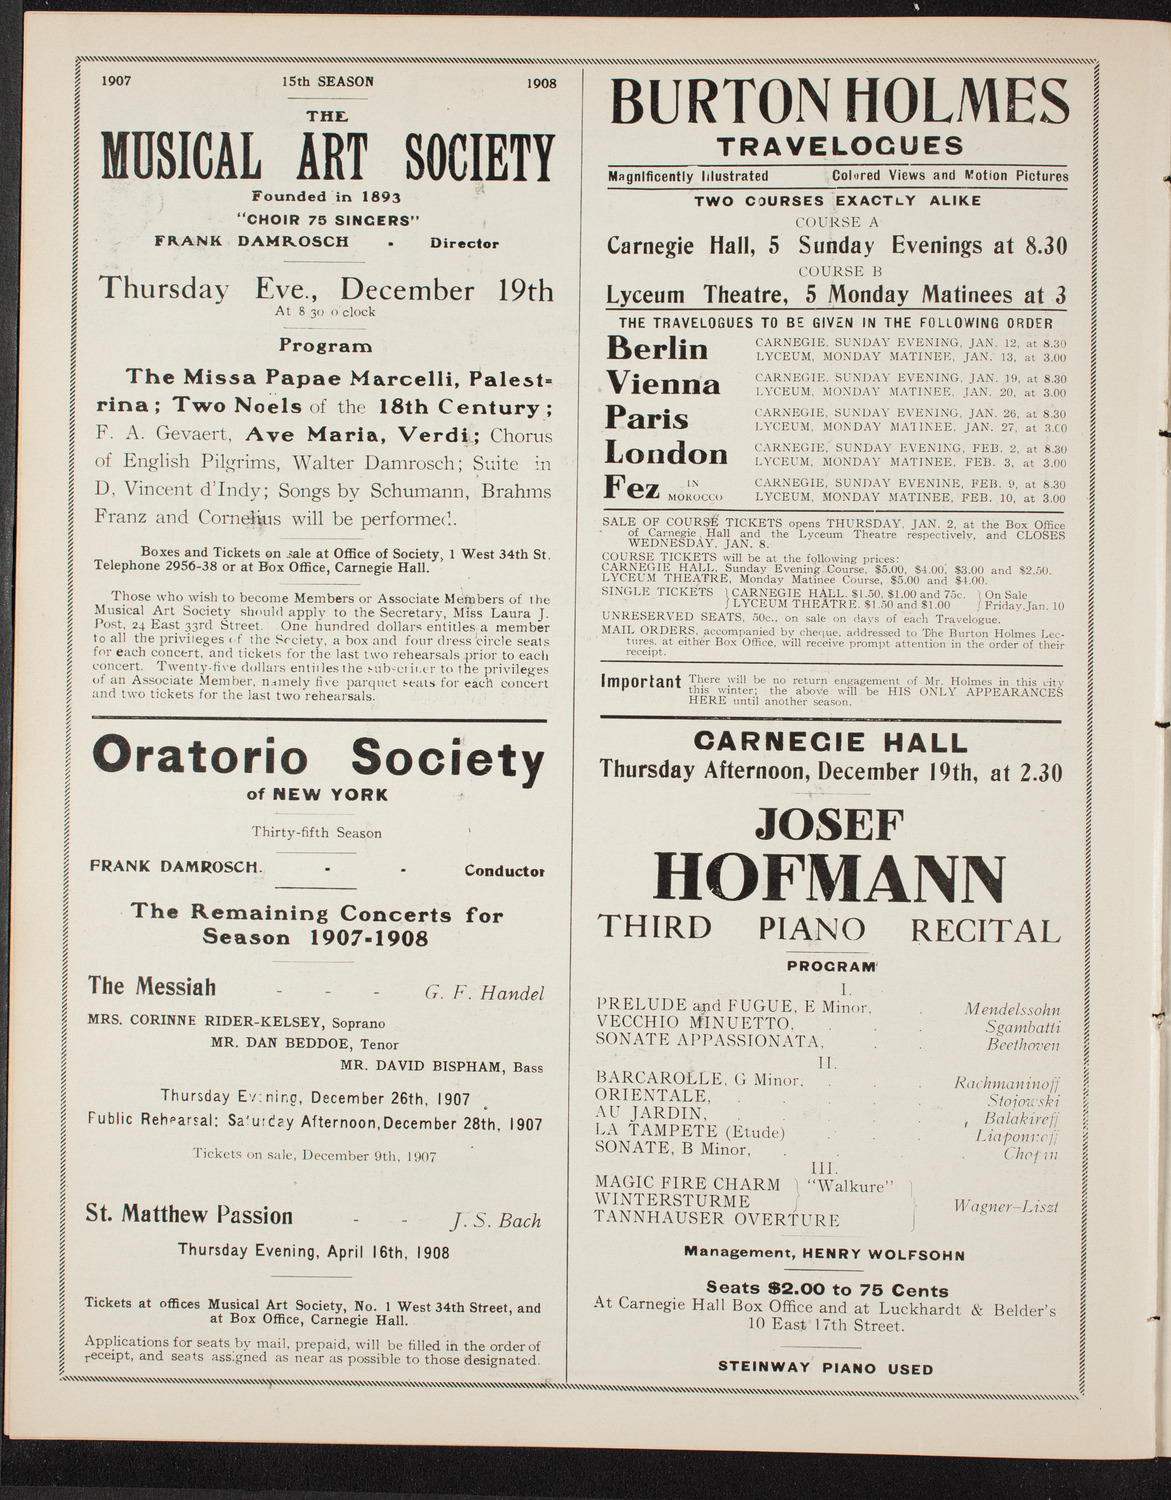 1907 15th SEASON 1908
THE
MUSICAL ART SOCIETY
Founded in 1893
"CHOIR 75 SINGERS"
FRANK DAMROSCH - Director
Thursday Eve., December 19th
At 8 30 o'clock
Program
The Missa Papae Marcelli, Palest=
rina; Two Noels of the 18th Century;
F. A. Gevaert, Ave Maria, Verdi; Chorus
of English Pilgrims, Walter Damrosch; Suite in
D, Vincent d'Indy; Songs by Schumann, Brahms
Franz and Cornelius will be performed.
Boxes and Tickets on sale at Office of Society, 1 West 34th St.
Telephone 2956-38 or at Box Office, Carnegie Hall.
Those who wish to become Members or Associate Members of the
Musical Art Society should apply to the Secretary, Miss Laura J.
Post, 24 East 33rd Street. One hundred dollars entitles a member
to all the privileges of the Society, a box and four dress circle seats
for each concert, and tickets for the last two rehearsals prior to each
concert. Twenty-five dollars entitles the subscriber to the privileges
of an Associate Member, namely five parquet seats for each concert
and two tickets for the last two rehearsals.
Oratorio Society
of NEW YORK
Thirty-fifth Season
FRANK DAMROSCH. - - Conductor
The Remaining Concerts for
Season 1907-1908
The Messiah - - - G. F. Handel
MRS. CORINNE RIDER-KELSEY, Soprano
MR. DAN BEDDOE, Tenor
MR. DAVID BISPHAM, Bass
Thursday Evening, December 26th, 1907
Public Rehearsal: Saturday Afternoon, December 28th, 1907
Tickets on sale, December 9th, 1907
St. Matthew Passion - - J. S. Bach
Thursday Evening, April 16th, 1908
Tickets at offices Musical Art Society, No. 1 West 34th Street, and
at Box Office, Carnegie Hall.
Applications for seats by mail, prepaid, will be filled in the order of
receipt, and seats assigned as near as possible to those designated.
BURTON HOLMES
TRAVELOGUES
Magnificently Illustrated Colored Views and Motion Pictures
TWO COURSES EXACTLY ALIKE
COURSE A
Carnegie Hall, 5 Sunday Evenings at 8.30
COURSE B
Lyceum Theatre, 5 Monday Matinees at 3
THE TRAVELOGUES TO BE GIVEN IN THE FOLLOWING ORDER
Berlin CARNEGIE, SUNDAY EVENING, JAN. 12, at 8.30
LYCEUM, MONDAY MATINEE, JAN. 13, at 3.00
Vienna CARNEGIE. SUNDAY EVENING, JAN. 19, at 8.30
LYCEUM, MONDAY MATINEE, JAN. 20, at 3.00
Paris CARNEGIE, SUNDAY EVENING, JAN. 26, at 8.30
LYCEUM, MONDAY MATINEE, JAN. 27, at 3.00
London CARNEGIE, SUNDAY EVENING, FEB. 2, at 8.30
LYCEUM, MONDAY MATINEE, FEB. 3, at 3.00
Fez IN MOROCCO CARNEGIE, SUNDAY EVENINE, FEB. 9, at 8.30
LYCEUM, MONDAY MATINEE, FEB. 10, at 3.00
SALE OF COURSE TICKETS opens THURSDAY, JAN. 2, at the Box Office
of Carnegie Hall and the Lyceum Theatre respectively, and CLOSES
WEDNESDAY, JAN. 8.
COURSE TICKETS will be at the following prices:
CARNEGIE HALL, Sunday Evening Course, $5.00, $4.00, $3.00 and $2.50.
LYCEUM THEATRE, Monday Matinee Course, $5.00 and $4.00.
SINGLE TICKETS } CARNEGIE HALL. $1.50, $1.00 and 75c. } On Sale
} LYCEUM THEATRE. $1.50 and $1.00 } Friday, Jan. 10
UNRESERVED SEATS, 50c., on sale on days of each Travelogue.
MAIL ORDERS, accompanied by cheque, addressed to The Burton Holmes Lec-
tures, at either Box Office, will receive prompt attention in the order of their
receipt.
Important There will be no return engagement of Mr. Holmes in this city
this winter; the above will be HIS ONLY APPEARANCES
HERE until another season.
CARNEGIE HALL
Thursday Afternoon, December 19th, at 2.30
JOSEF
HOFMANN
THIRD PIANO RECITAL
PROGRAM
I.
PRELUDE and FUGUE, E Minor, . Mendelssohn
VECCHIO MINUETTO, . . . Sgambatti
SONATE APPASSIONATA, . . Beethoven
II.
BARCAROLLE, G Minor, . . . Rachmaninoff
ORIENTALE, . . . . Stojowski
AU JARDIN, . . . . Balakireff
LA TAMPETE (Etude) . . . Liapounoff
SONATE, B Minor, . . . . Chopin
III.
MAGIC FIRE CHARM } "Walkure" }
WINTERSTURME } } Wagner-Liszt
TANNHAUSER OVERTURE }
Management, HENRY WOLFSOHN
Seats $2.00 to 75 Cents
At Carnegie Hall Box Office and at Luckhardt & Belder's
10 East 17th Street.
STEINWAY PIANO USED